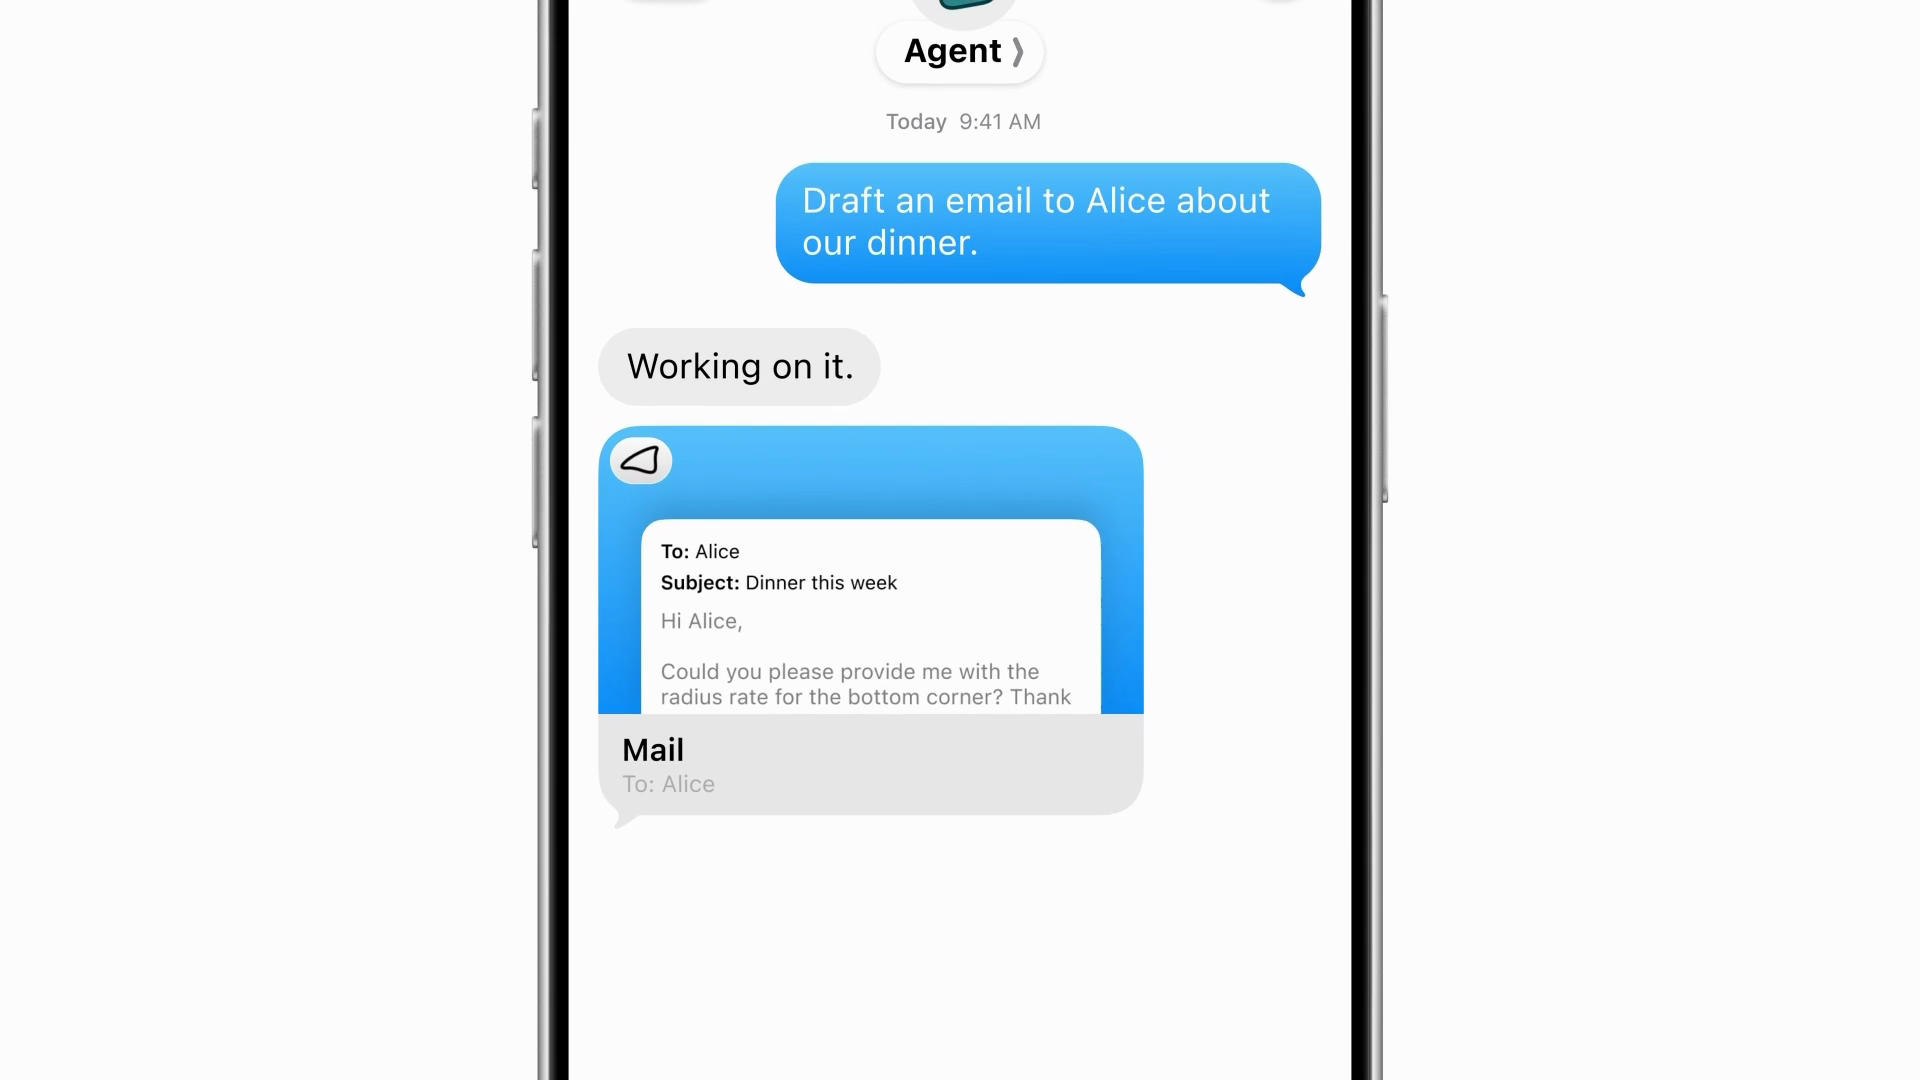 Agent
Today 9:41 AM
Draft an email to Alice about
our dinner.
Working on it.
To: Alice
Subject: Dinner this week
Hi Alice,
Could you please provide me with the
radius rate for the bottom corner? Thank
Mail
To: Alice